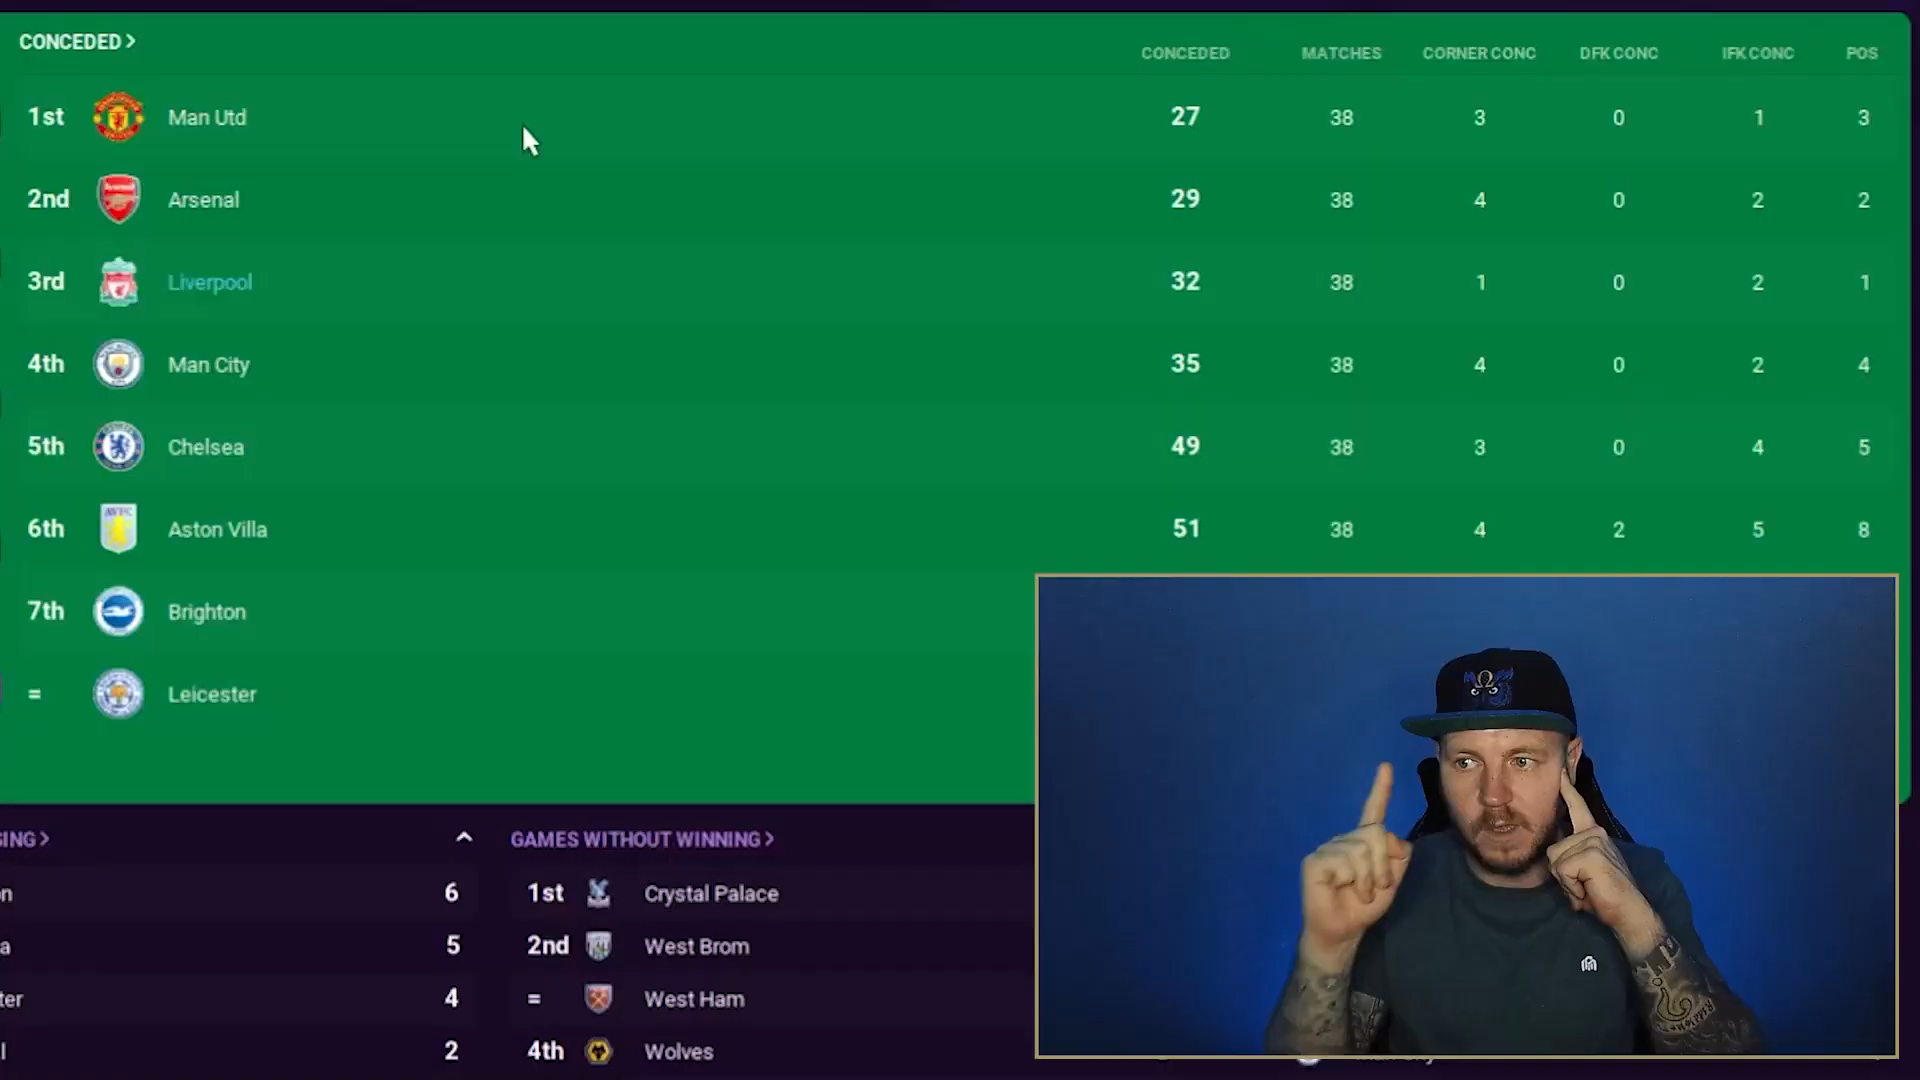 CONCEDED > CONCEDED MATCHES CORNER CONC DFK CONC IFK CONC POS
1st Man Utd 27 38 3 0 1 3
2nd Arsenal 29 38 4 0 2 2
3rd Liverpool 32 38 1 0 2 1
4th Man City 35 38 4 0 2 4
5th Chelsea 49 38 3 0 4 5
6th Aston Villa 51 38 4 2 5 8
7th Brighton
= Leicester
SING > GAMES WITHOUT WINNING >
n 6 1st Crystal Palace
a 5 2nd West Brom
ter 4 = West Ham
l 2 4th Wolves